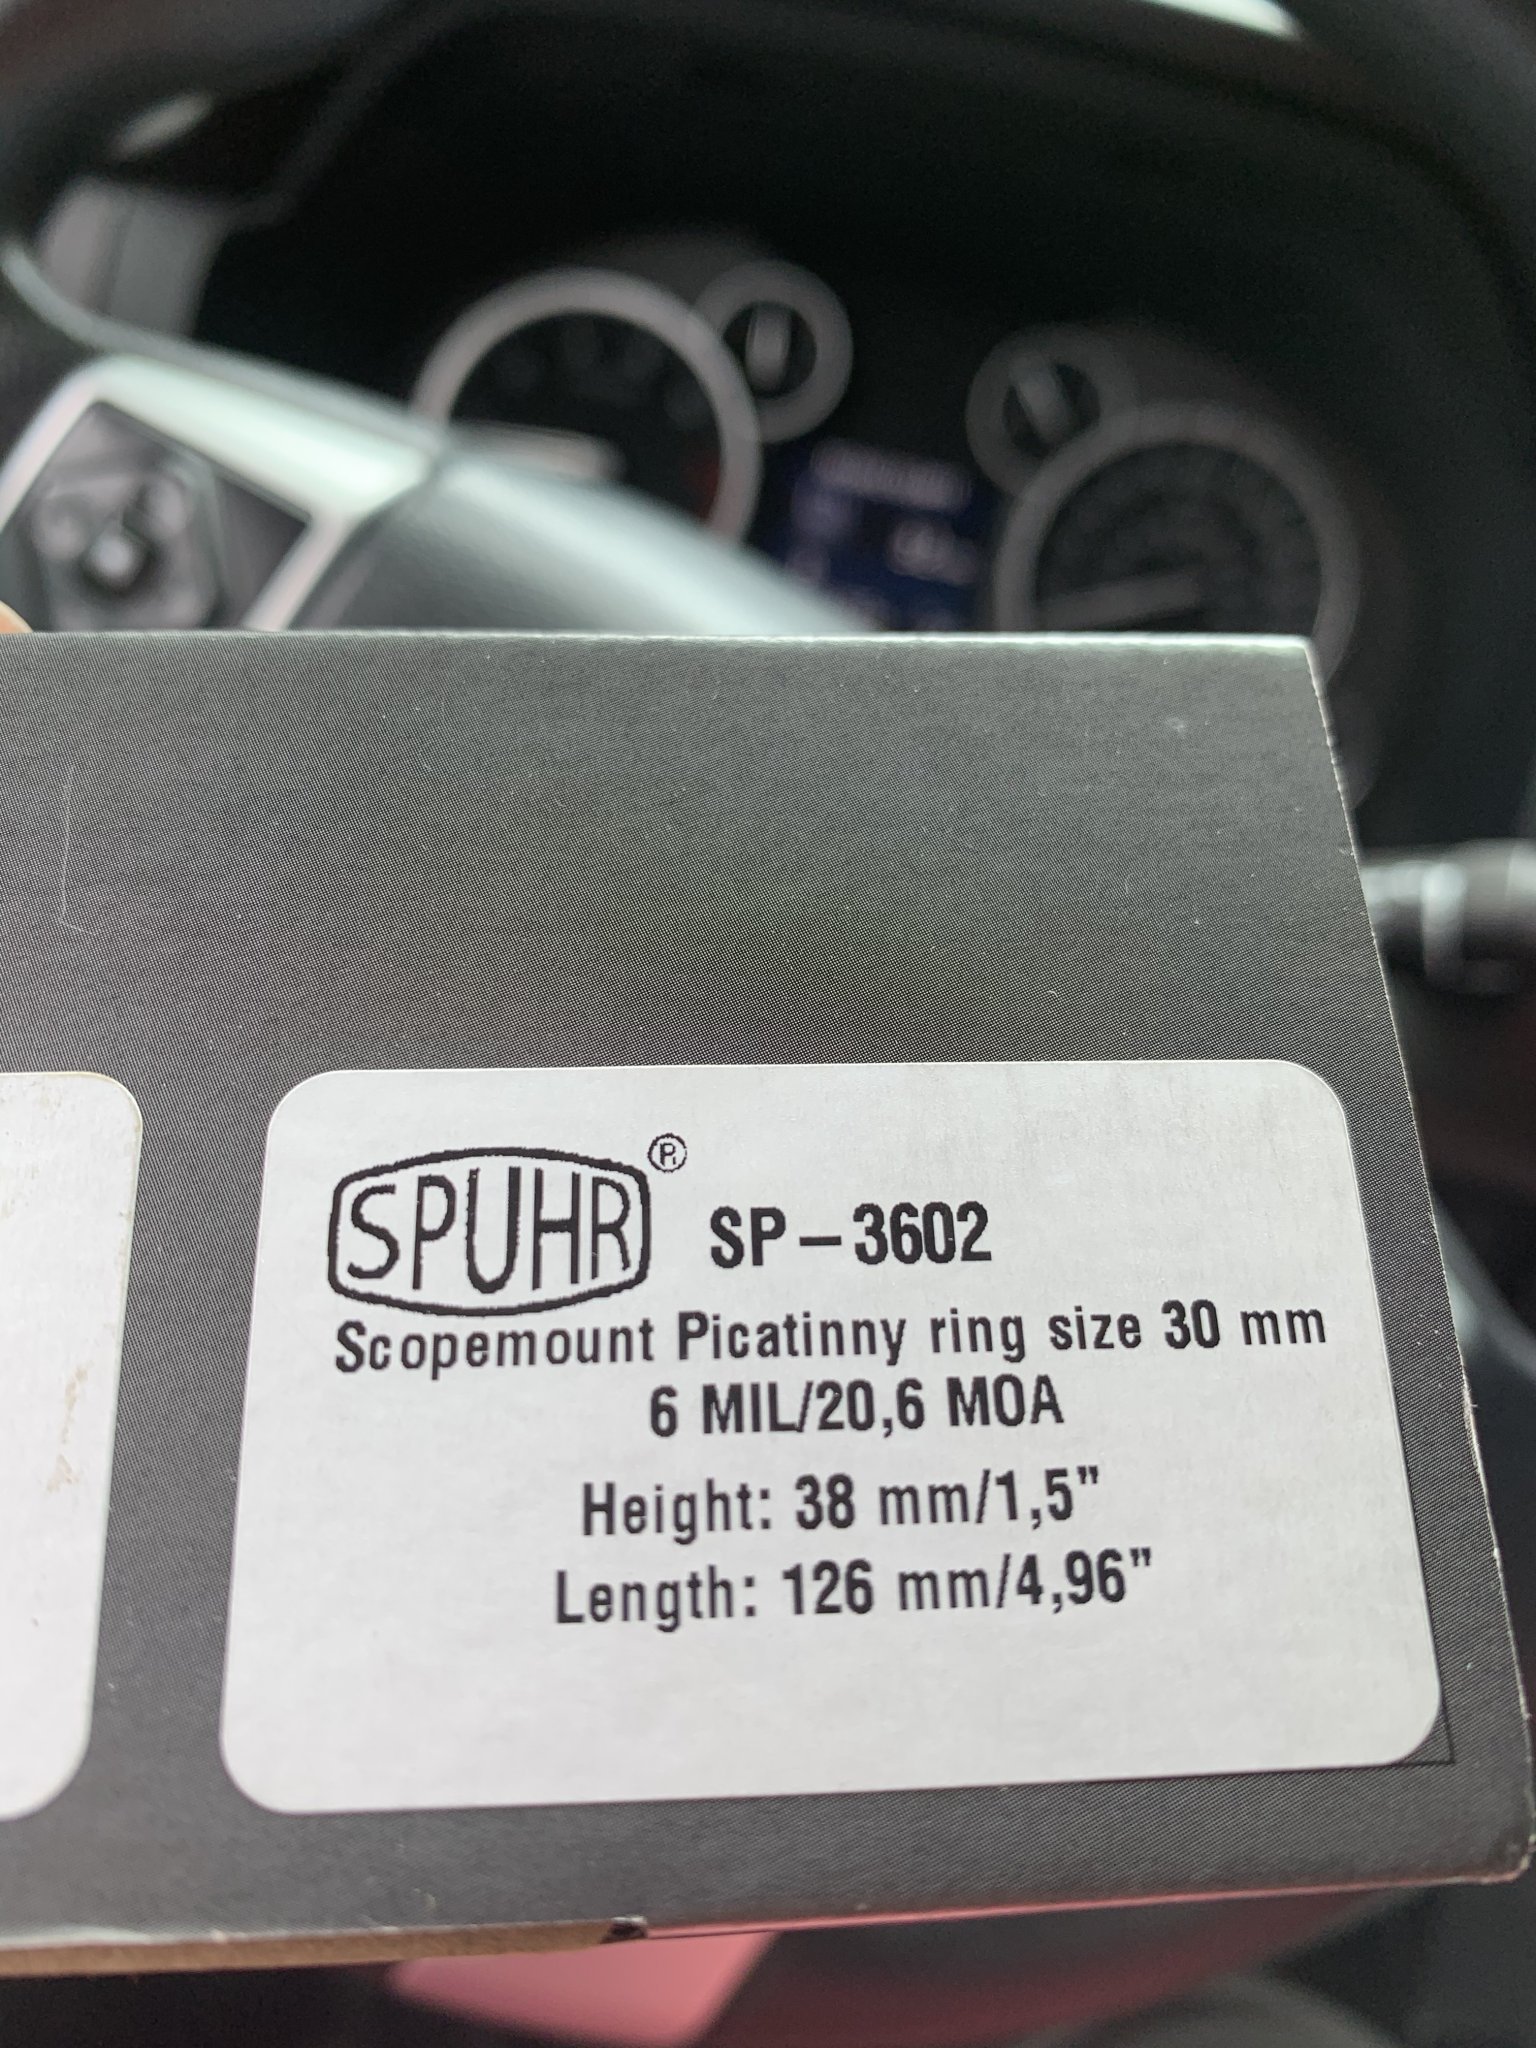 SPUHR® SP-3602
Scopemount Picatinny ring size 30 mm
6 MIL/20,6 MOA
Height: 38 mm/1,5"
Length: 126 mm/4,96"